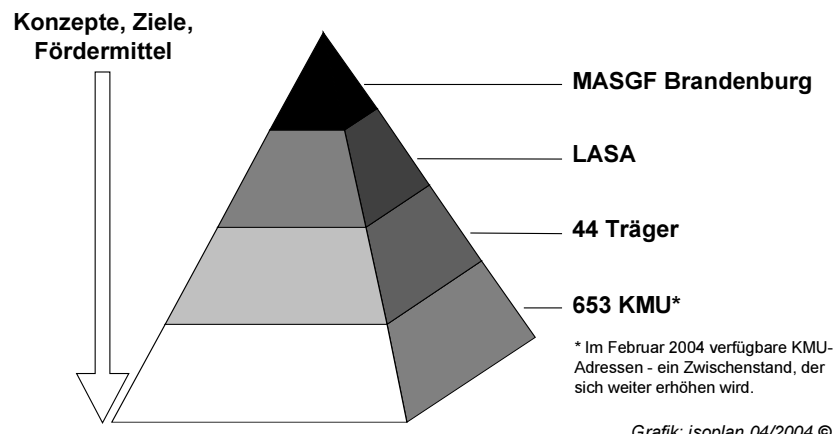 Konzepte, Ziele,
Fördermittel
MASGF Brandenburg
LASA
44 Träger
653 KMU*
* Im Februar 2004 verfügbare KMU-
Adressen - ein Zwischenstand, der
sich weiter erhöhen wird.
Grafik: isoplan 04/2004 ©